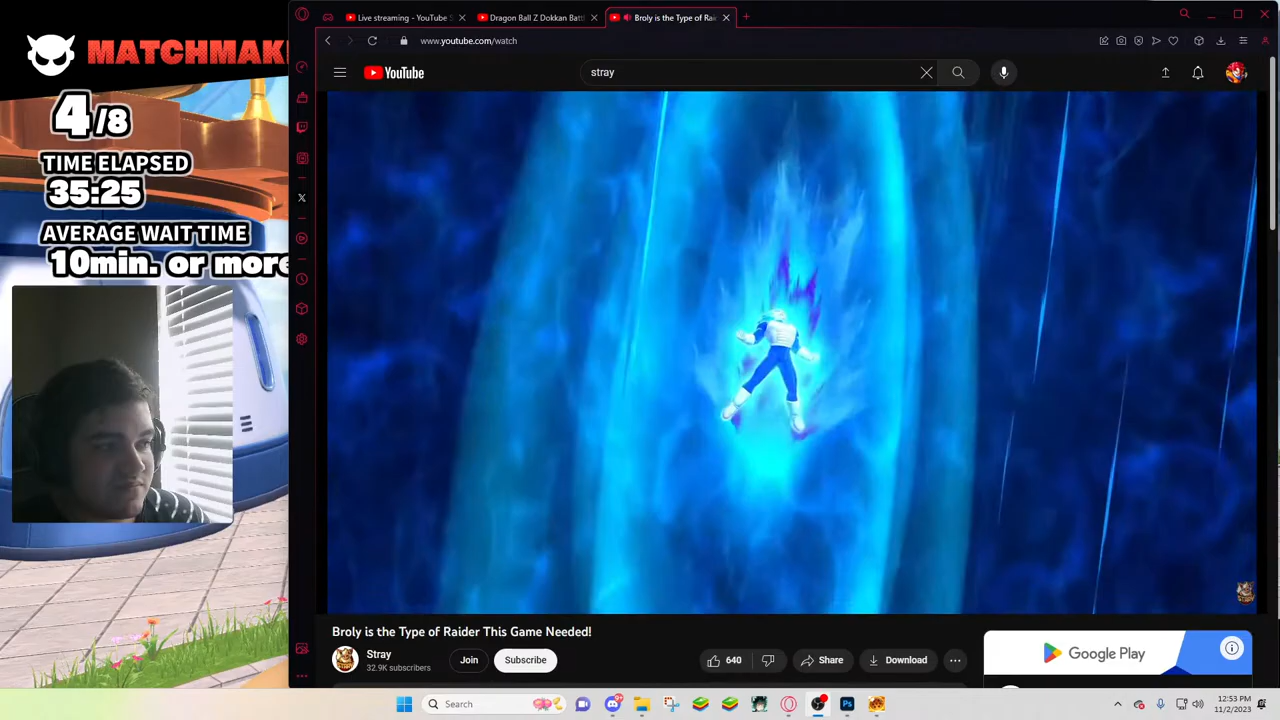 Live streaming - YouTube S
Dragon Ball Z Dokkan Batt
Broly is the Type of Rai
www.youtube.com/watch
YouTube
stray
MATCHMAK
4/8
TIME ELAPSED
35:25
AVERAGE WAIT TIME
10min. or more
Broly is the Type of Raider This Game Needed!
Stray
32.9K subscribers
Join
Subscribe
640
Share
Download
Google Play
Search
12:53 PM
11/2/2023